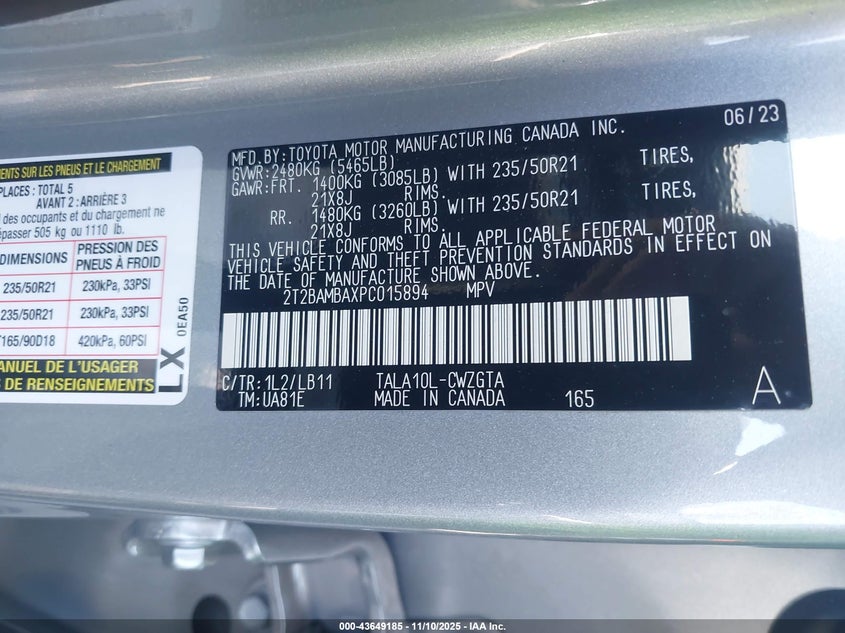 MENTS SUR LES PNEUS ET LE CHARGEMENT
PLACES: TOTAL 5
AVANT 2: ARRIÈRE 3
des occupants et du chargement ne
dépasser 505 kg ou 1110 lb.
DIMENSIONS PRESSION DES PNEUS À FROID
235/50R21 230kPa, 33PSI
235/50R21 230kPa, 33PSI
T165/90D18 420kPa, 60PSI
MANUEL DE L'USAGER
LX 0EA50
06/23
MFD.BY:TOYOTA MOTOR MANUFACTURING CANADA INC.
GVWR:2480KG (5465LB)
GAWR:FRT. 1400KG (3085LB) WITH 235/50R21 TIRES,
21X8J RIMS.
RR. 1480KG (3260LB) WITH 235/50R21 TIRES,
21X8J RIMS.
THIS VEHICLE CONFORMS TO ALL APPLICABLE FEDERAL MOTOR
VEHICLE SAFETY AND THEFT PREVENTION STANDARDS IN EFFECT ON
THE DATE OF MANUFACTURE SHOWN ABOVE.
2T2BAMBAXPC015894 MPV
C/TR:1L2/LB11 TALA10L-CWZGTA
TM:UA81E MADE IN CANADA 165 A
000-43649185 - 11/10/2025 - IAA Inc.